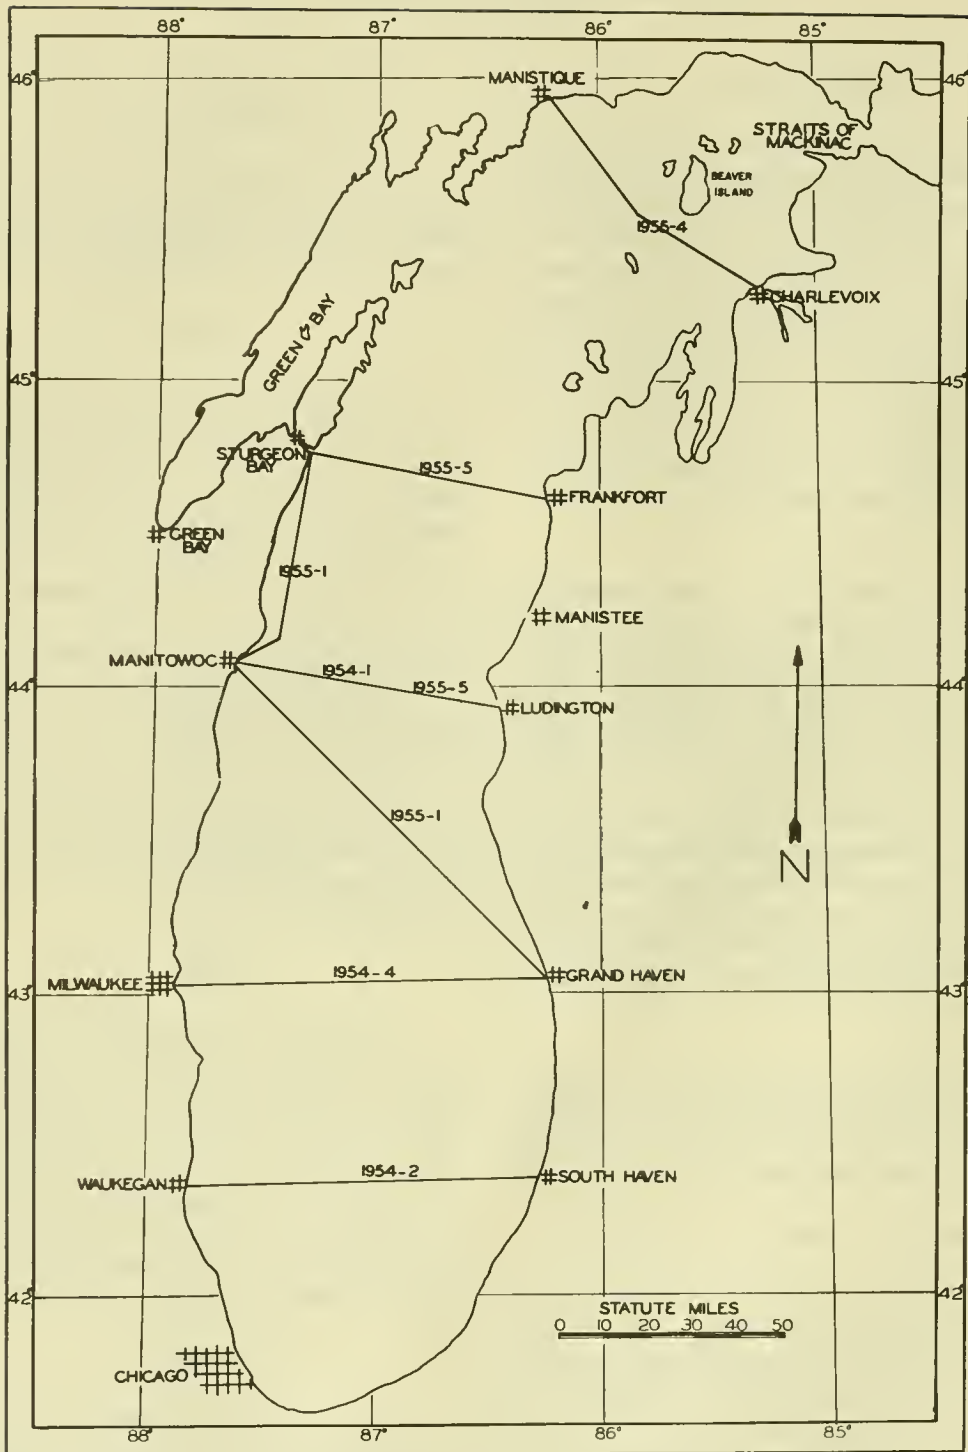 88° 87° 86° 85°
46° 46°
MANISTIQUE
STRAITS OF
MACKINAC
BEAVER
ISLAND
1955-4
CHARLEVOIX
GREEN BAY
45° 45°
STURGEON
BAY
1955-5
FRANKFORT
GREEN
BAY
1955-1
MANISTEE
MANITOWOC
1954-1
1955-5
44° 44°
LUDINGTON
1955-1
N
MILWAUKEE
1954-4
GRAND HAVEN
43° 43°
WAUKEGAN
1954-2
SOUTH HAVEN
42° 42°
STATUTE MILES
0 10 20 30 40 50
CHICAGO
88° 87° 86° 85°